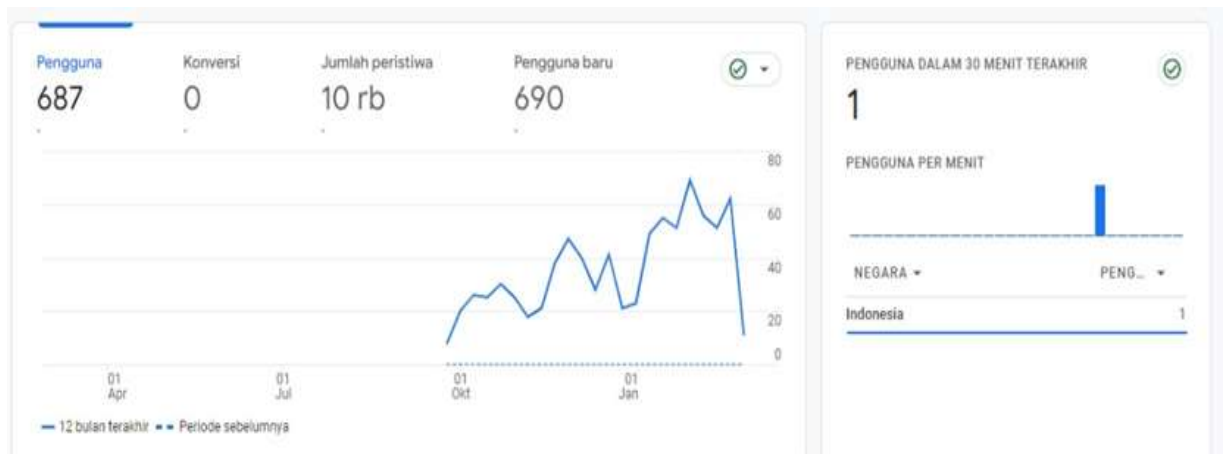 Pengguna
687
Konversi
0
Jumlah peristiwa
10 rb
Pengguna baru
690
80
60
40
20
0
01
Apr
01
Jul
01
Okt
01
Jan
12 bulan terakhir
Periode sebelumnya
PENGGUNA DALAM 30 MENIT TERAKHIR
1
PENGGUNA PER MENIT
NEGARA
PENG...
Indonesia
1